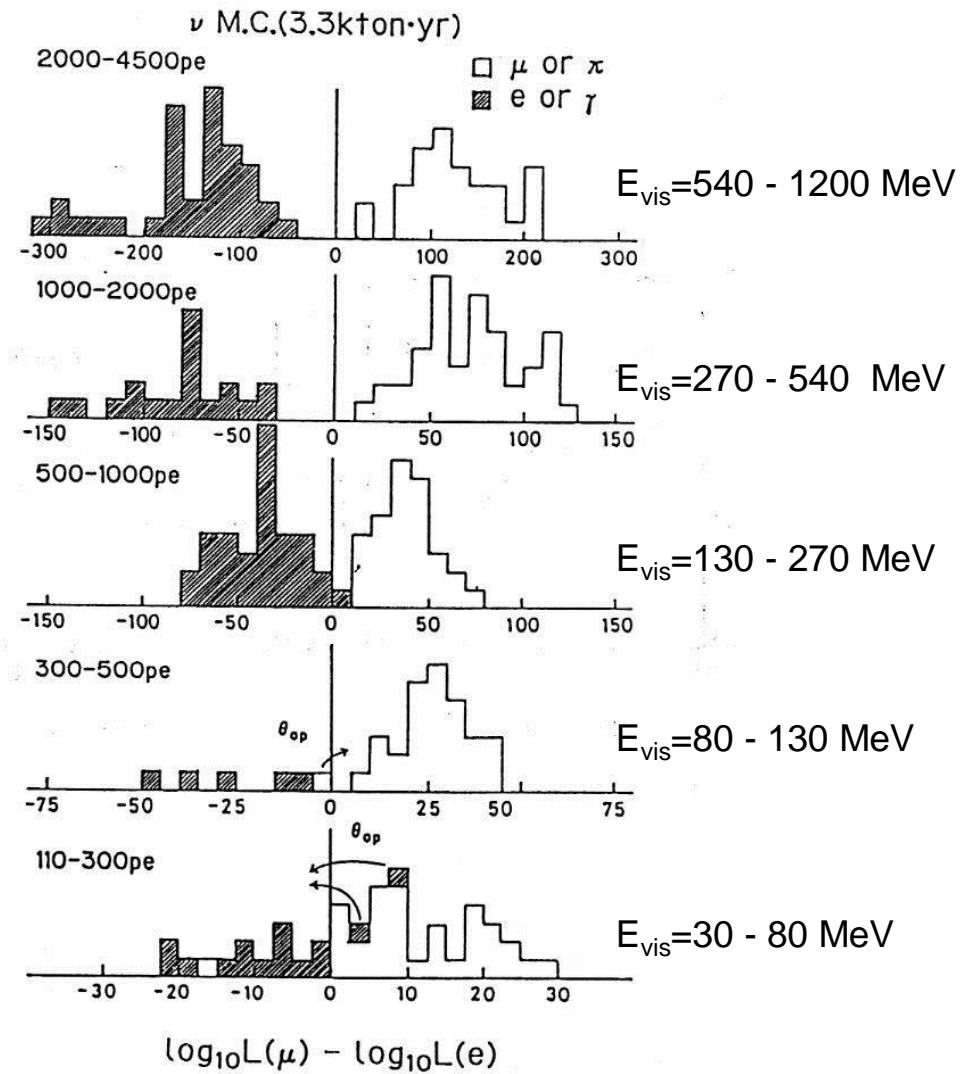 ν M.C.(3.3kton·yr)
2000-4500pe
□ μ or π
▨ e or γ
E_vis=540 - 1200 MeV
-300 -200 -100 0 100 200 300
1000-2000pe
E_vis=270 - 540 MeV
-150 -100 -50 0 50 100 150
500-1000pe
E_vis=130 - 270 MeV
-150 -100 -50 0 50 100 150
300-500pe
θop
E_vis=80 - 130 MeV
-75 -50 -25 0 25 50 75
θop
110-300pe
E_vis=30 - 80 MeV
-30 -20 -10 0 10 20 30
log10L(μ) - log10L(e)